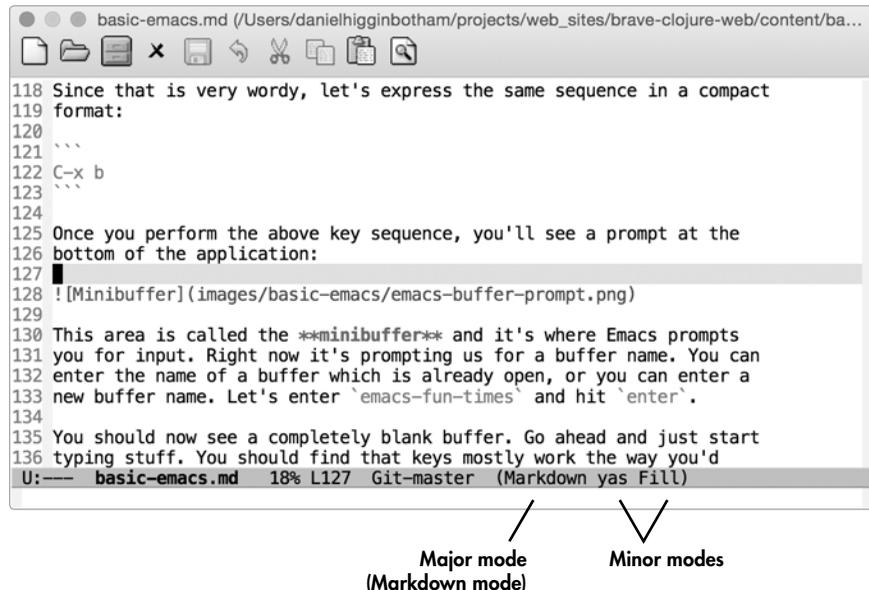 basic-emacs.md (/Users/danielhigginbotham/projects/web_sites/brave-clojure-web/content/ba...
118 Since that is very wordy, let's express the same sequence in a compact
119 format:
120
121 ```
122 C-x b
123 ```
124
125 Once you perform the above key sequence, you'll see a prompt at the
126 bottom of the application:
127
128 ![Minibuffer](images/basic-emacs/emacs-buffer-prompt.png)
129
130 This area is called the **minibuffer** and it's where Emacs prompts
131 you for input. Right now it's prompting us for a buffer name. You can
132 enter the name of a buffer which is already open, or you can enter a
133 new buffer name. Let's enter `emacs-fun-times` and hit `enter`.
134
135 You should now see a completely blank buffer. Go ahead and just start
136 typing stuff. You should find that keys mostly work the way you'd
U:--- basic-emacs.md 18% L127 Git-master (Markdown yas Fill)
Major mode
(Markdown mode)
Minor modes